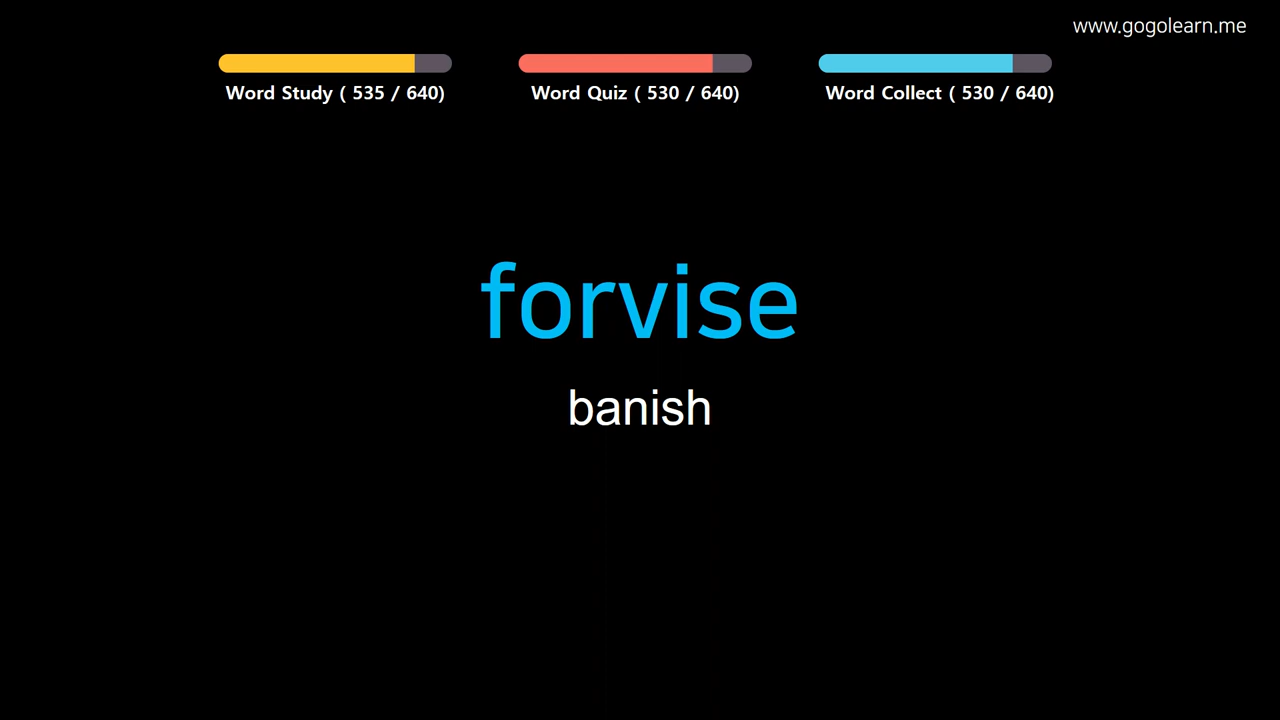 www.gogolearn.me
Word Study ( 535 / 640)
Word Quiz ( 530 / 640)
Word Collect ( 530 / 640)
forvise
banish